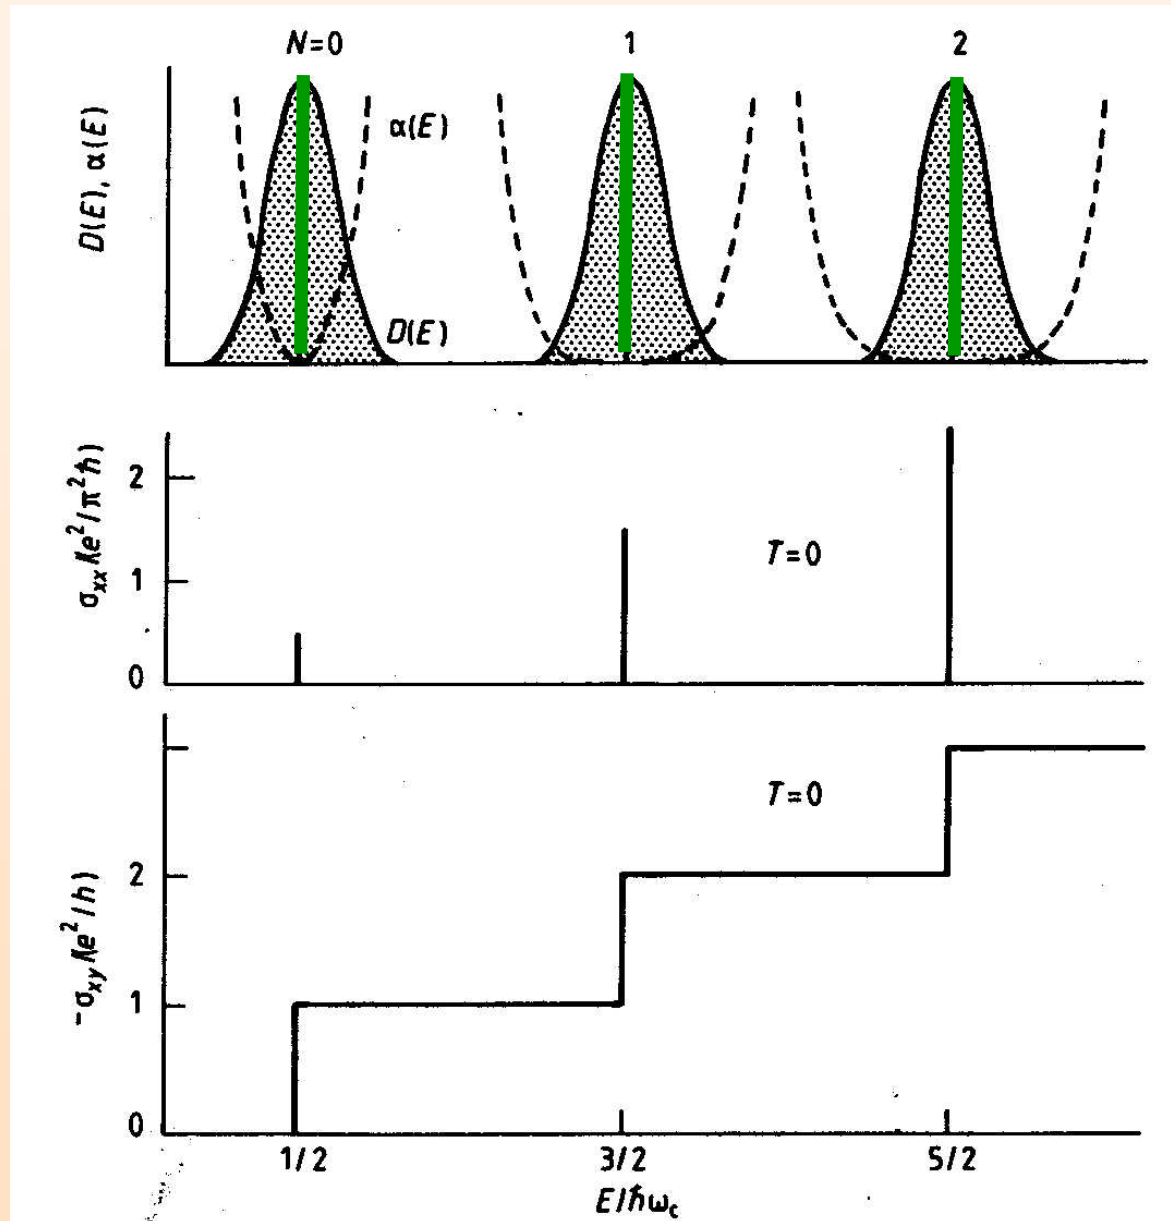 N=0
1
2
D(E), α(E)
α(E)
D(E)
σxx/(e²/π²ħ)
2
1
0
T=0
-σxy/(e²/h)
T=0
2
1
0
1/2
3/2
5/2
E/ħωc